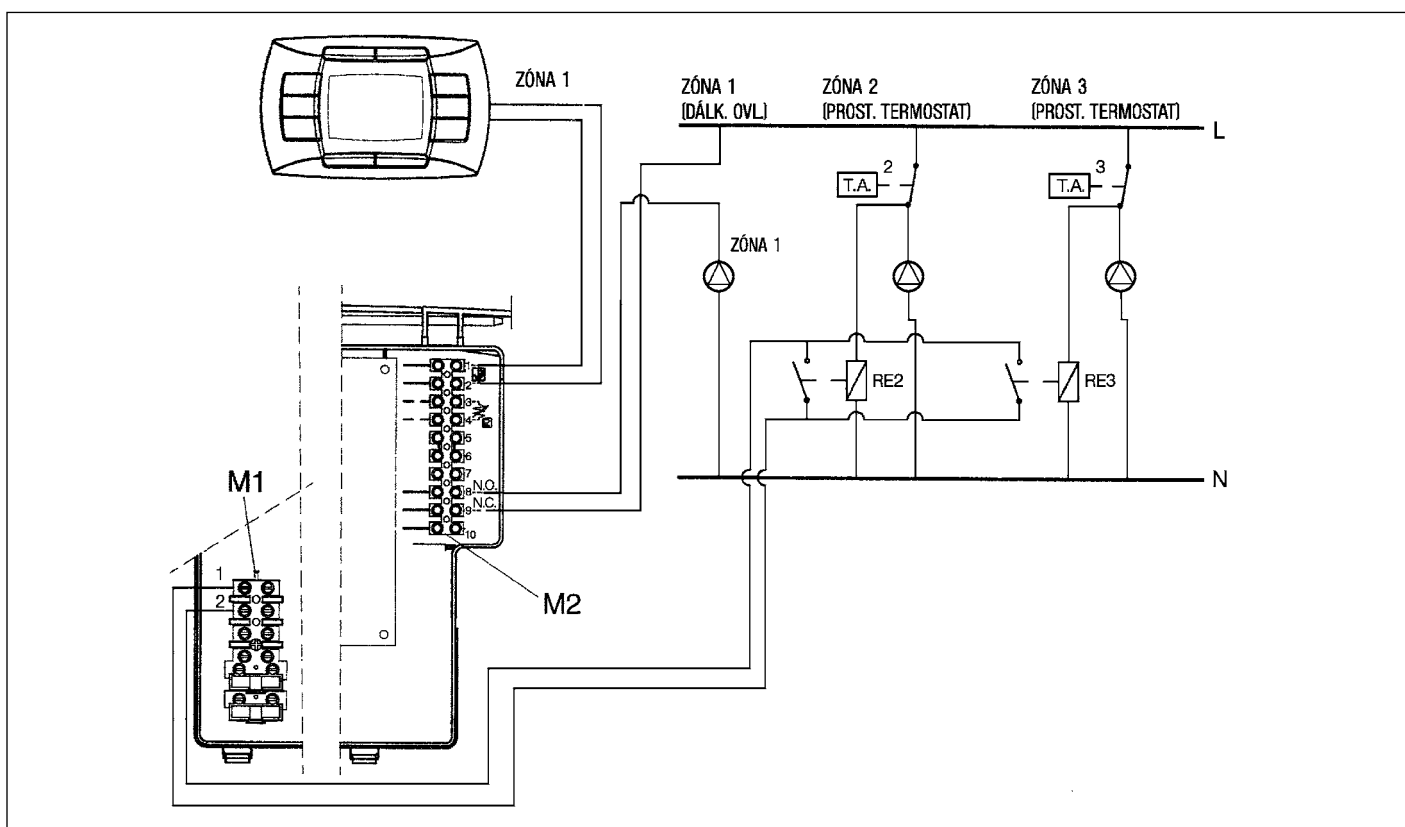 ZÓNA 1
ZÓNA 1
(DÁLK. OVL.)
ZÓNA 2
(PROST. TERMOSTAT)
ZÓNA 3
(PROST. TERMOSTAT)
L
T.A.
2
T.A.
3
ZÓNA 1
RE2
RE3
N
1
2
3
4
5
6
7
8
N.O.
9
N.C.
10
M1
M2
1
2